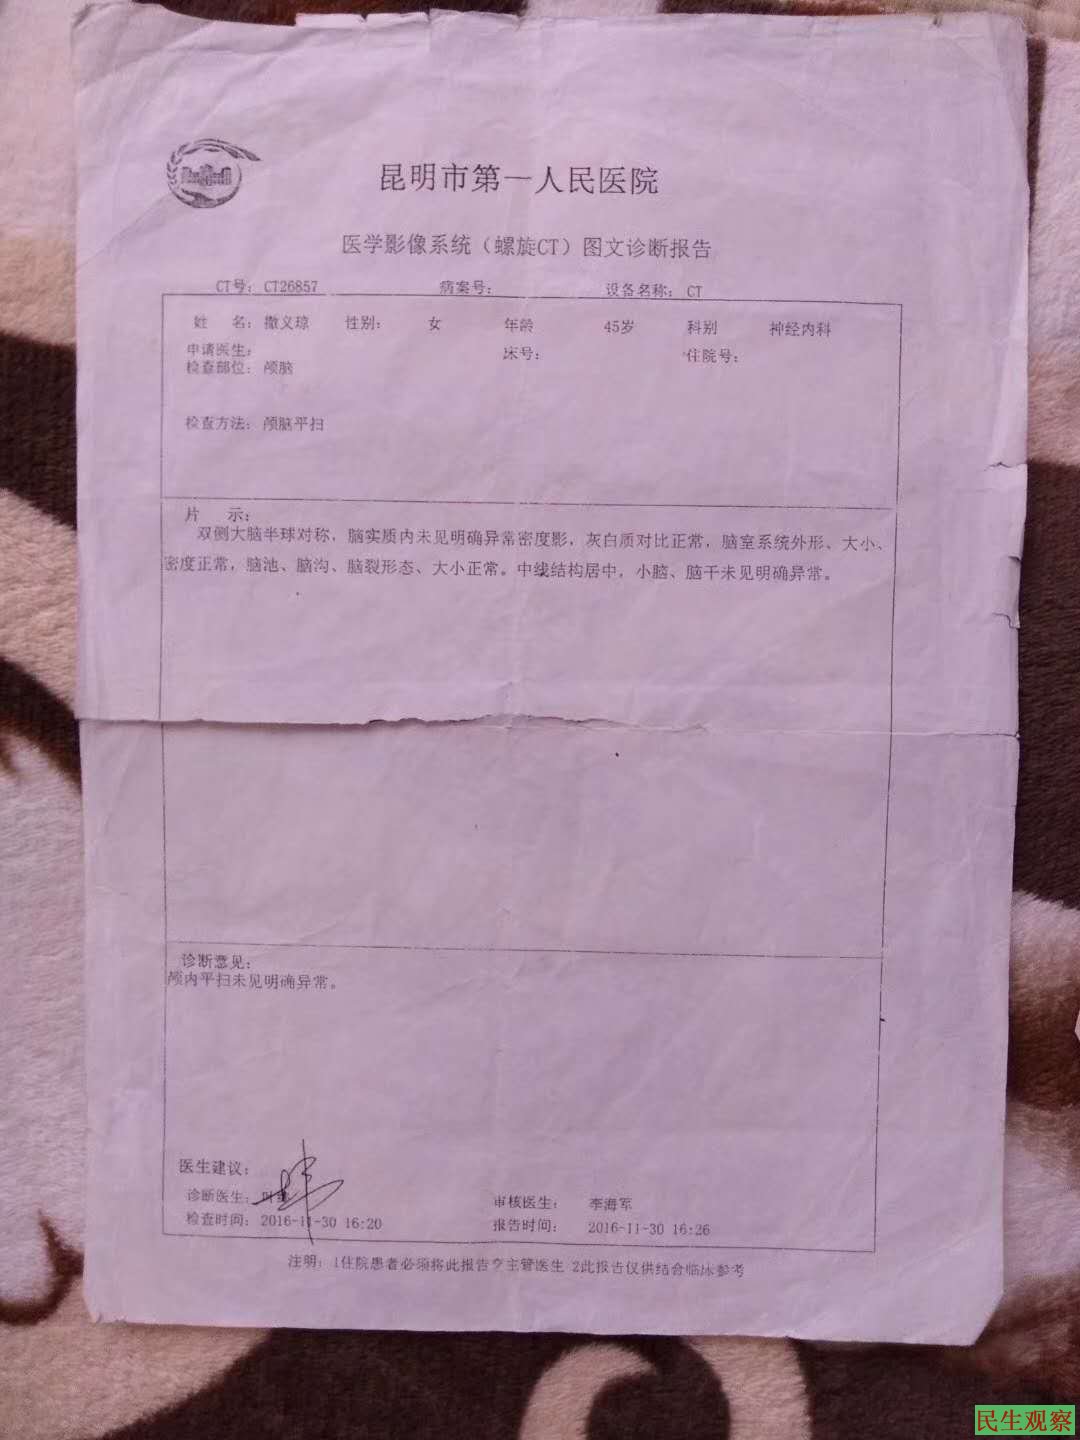 昆明市第一人民医院
医学影像系统（螺旋CT）图文诊断报告
CT号：CT26857 病案号： 设备名称：CT
姓 名：撒义琼 性别： 女 年龄 45岁 科别 神经内科
申请医生： 床号： 住院号：
检查部位：颅脑
检查方法：颅脑平扫
片 示：
双侧大脑半球对称，脑实质内未见明确异常密度影，灰白质对比正常，脑室系统外形、大小、
密度正常，脑池、脑沟、脑裂形态、大小正常。中线结构居中，小脑、脑干未见明确异常。
诊断意见：
颅内平扫未见明确异常。
医生建议：
诊断医生： 审核医生： 李海军
检查时间：2016-11-30 16:20 报告时间： 2016-11-30 16:26
注明：1住院患者必须将此报告?主管医生 2此报告仅供结合临床参考
民生观察